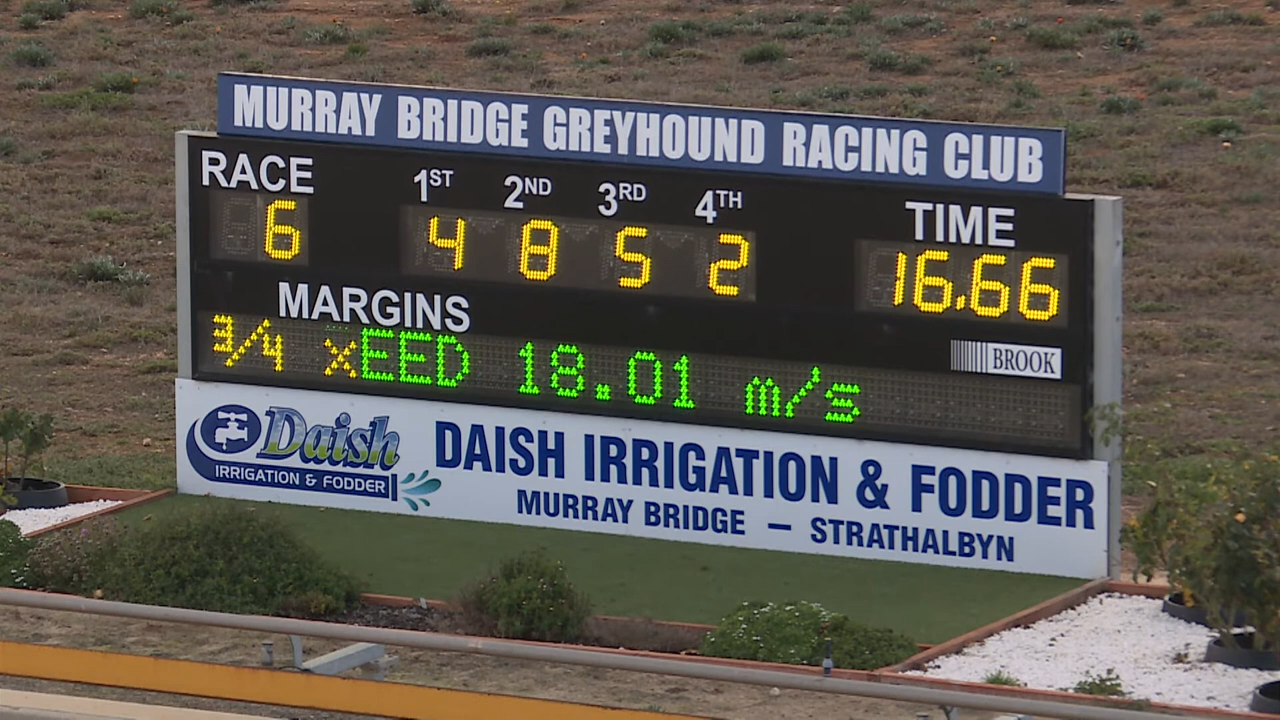 MURRAY BRIDGE GREYHOUND RACING CLUB
RACE 1ST 2ND 3RD 4TH TIME
6 4 8 5 2 16.66
MARGINS
BROOK
3/4 xEED 18.01 m/s
Daish
IRRIGATION & FODDER
DAISH IRRIGATION & FODDER
MURRAY BRIDGE – STRATHALBYN